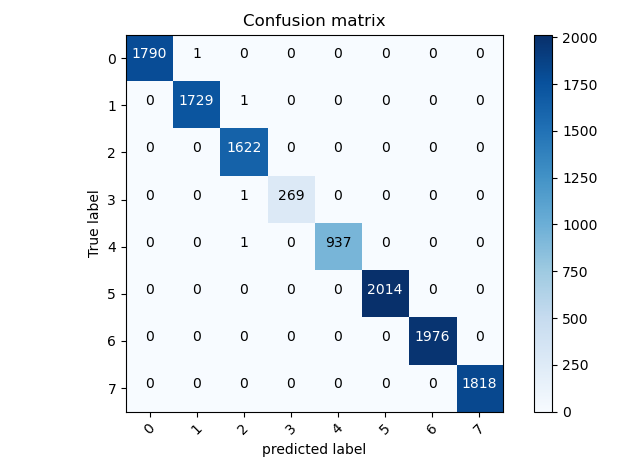 Confusion matrix
True label
0 1790 1 0 0 0 0 0 0
1 0 1729 1 0 0 0 0 0
2 0 0 1622 0 0 0 0 0
3 0 0 1 269 0 0 0 0
4 0 0 1 0 937 0 0 0
5 0 0 0 0 0 2014 0 0
6 0 0 0 0 0 0 1976 0
7 0 0 0 0 0 0 0 1818
0 1 2 3 4 5 6 7
predicted label
2000
1750
1500
1250
1000
750
500
250
0